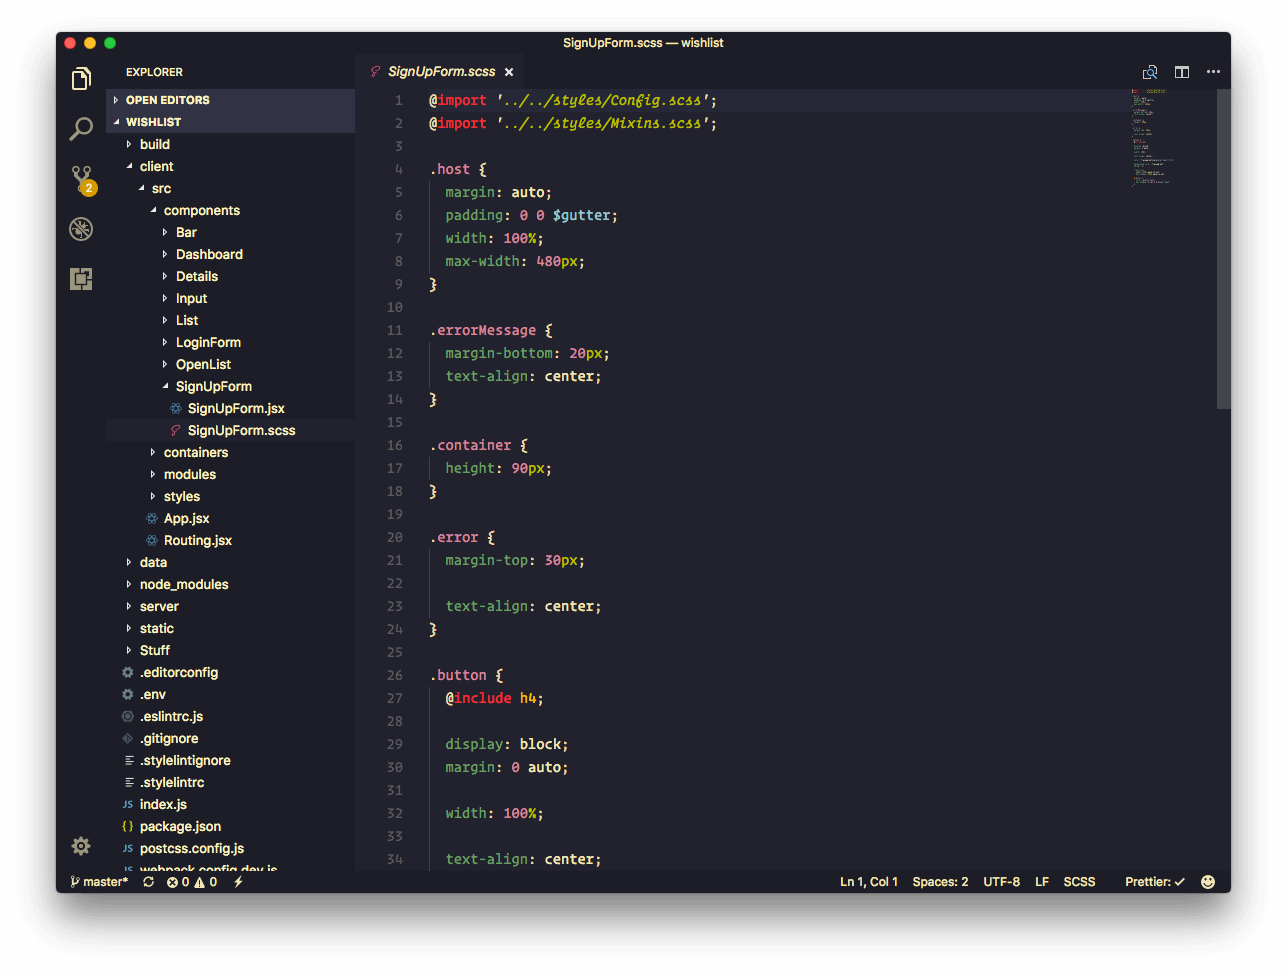 SignUpForm.scss — wishlist
EXPLORER
OPEN EDITORS
WISHLIST
build
client
src
components
Bar
Dashboard
Details
Input
List
LoginForm
OpenList
SignUpForm
SignUpForm.jsx
SignUpForm.scss
containers
modules
styles
App.jsx
Routing.jsx
data
node_modules
server
static
Stuff
.editorconfig
.env
.eslintrc.js
.gitignore
.stylelintignore
.stylelintrc
JS index.js
{} package.json
JS postcss.config.js
JS webpack.config.dev.js
2
SignUpForm.scss ×
1 @import '../../styles/Config.scss';
2 @import '../../styles/Mixins.scss';
3
4 .host {
5 margin: auto;
6 padding: 0 0 $gutter;
7 width: 100%;
8 max-width: 480px;
9 }
10
11 .errorMessage {
12 margin-bottom: 20px;
13 text-align: center;
14 }
15
16 .container {
17 height: 90px;
18 }
19
20 .error {
21 margin-top: 30px;
22
23 text-align: center;
24 }
25
26 .button {
27 @include h4;
28
29 display: block;
30 margin: 0 auto;
31
32 width: 100%;
33
34 text-align: center;
master* 0 0 Ln 1, Col 1 Spaces: 2 UTF-8 LF SCSS Prettier: ✓